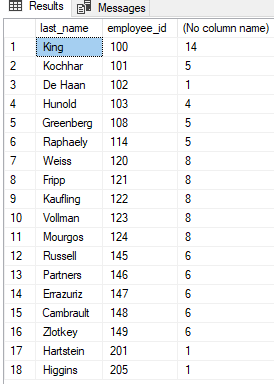 Results Messages
last_name employee_id (No column name)
1 King 100 14
2 Kochhar 101 5
3 De Haan 102 1
4 Hunold 103 4
5 Greenberg 108 5
6 Raphaely 114 5
7 Weiss 120 8
8 Fripp 121 8
9 Kaufling 122 8
10 Vollman 123 8
11 Mourgos 124 8
12 Russell 145 6
13 Partners 146 6
14 Errazuriz 147 6
15 Cambrault 148 6
16 Zlotkey 149 6
17 Hartstein 201 1
18 Higgins 205 1